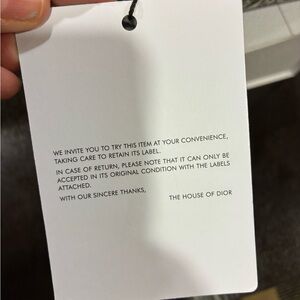 WE INVITE YOU TO TRY THIS ITEM AT YOUR CONVENIENCE,
TAKING CARE TO RETAIN ITS LABEL.
IN CASE OF RETURN, PLEASE NOTE THAT IT CAN ONLY BE
ACCEPTED IN ITS ORIGINAL CONDITION WITH THE LABELS
ATTACHED.
WITH OUR SINCERE THANKS, THE HOUSE OF DIOR